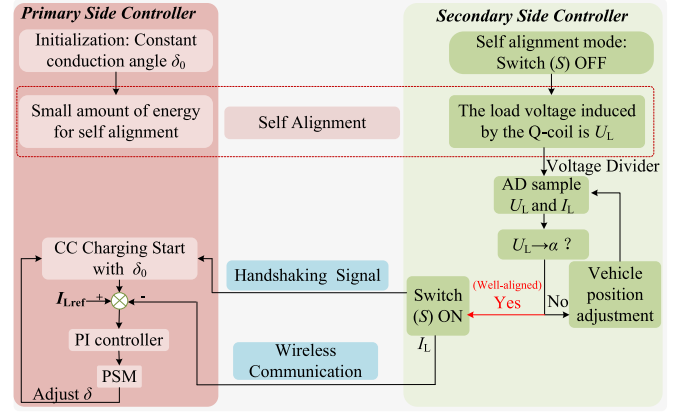 Primary Side Controller
Initialization: Constant
conduction angle δ0
Small amount of energy
for self alignment
Self Alignment
CC Charging Start
with δ0
ILref
+
-
PI controller
PSM
Adjust δ
Handshaking Signal
Wireless
Communication
Secondary Side Controller
Self alignment mode:
Switch (S) OFF
The load voltage induced
by the Q-coil is UL
Voltage Divider
AD sample
UL and IL
UL→α ?
Vehicle
position
adjustment
No
(Well-aligned)
Yes
Switch
(S) ON
IL